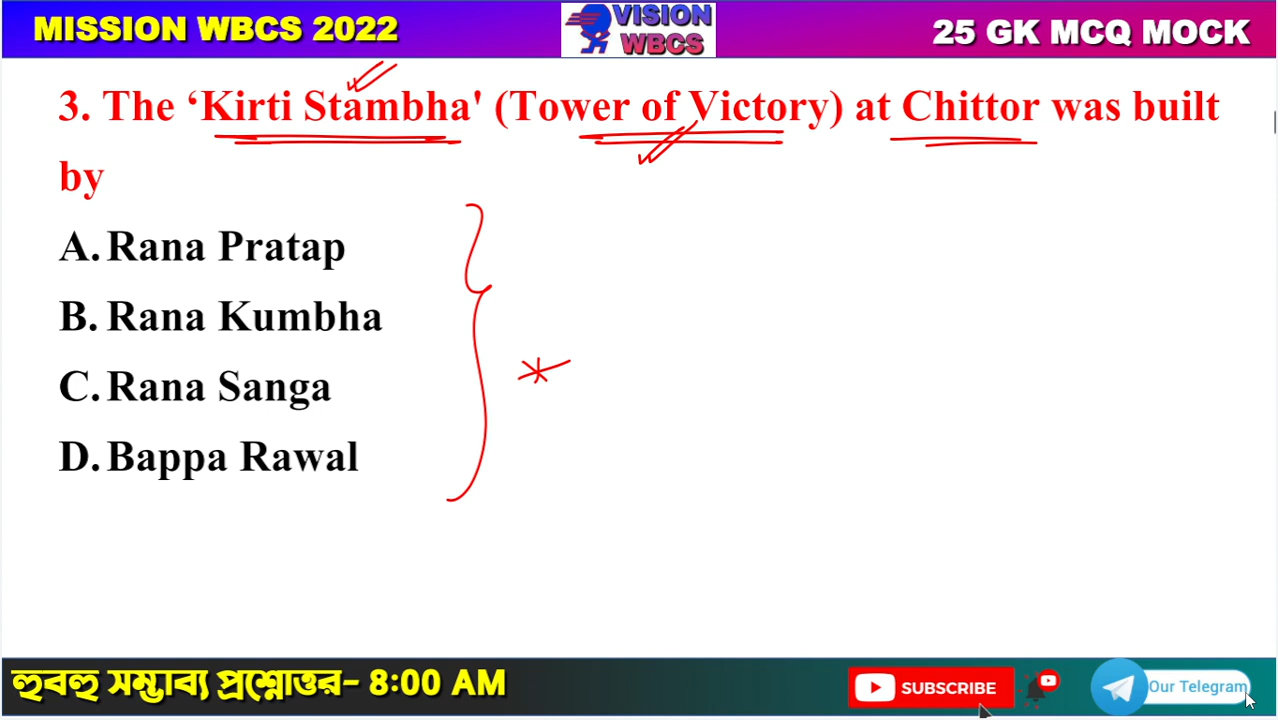 MISSION WBCS 2022
VISION
WBCS
25 GK MCQ MOCK
3. The ‘Kirti Stambha' (Tower of Victory) at Chittor was built
by
A. Rana Pratap
B. Rana Kumbha
C. Rana Sanga
D. Bappa Rawal
হুবহু সম্ভাব্য প্রশ্নোত্তর- 8:00 AM
SUBSCRIBE
Our Telegram